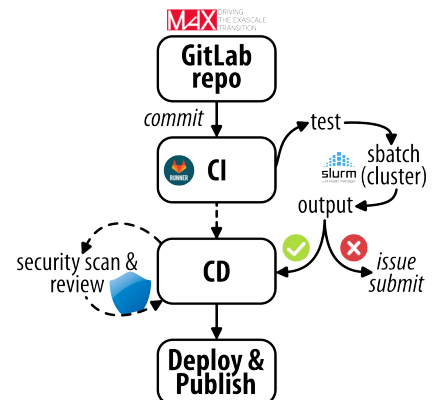 MAX DRIVING
THE EXASCALE
TRANSITION
GitLab
repo
commit
CI
RUNNER
test
slurm
sbatch
(cluster)
output
CD
security scan &
review
issue
submit
Deploy &
Publish